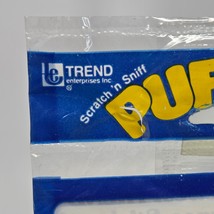 TREND
enterprises Inc
®
Scratch 'n Sniff
PUF